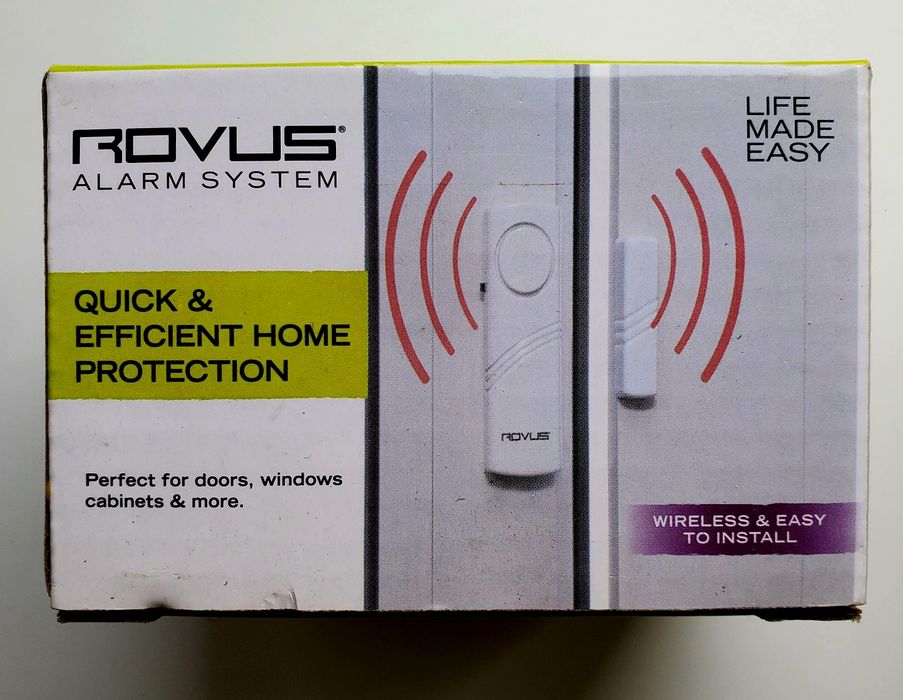 ROVUS®
ALARM SYSTEM
QUICK &
EFFICIENT HOME
PROTECTION
Perfect for doors, windows
cabinets & more.
LIFE
MADE
EASY
ROVUS
WIRELESS & EASY
TO INSTALL